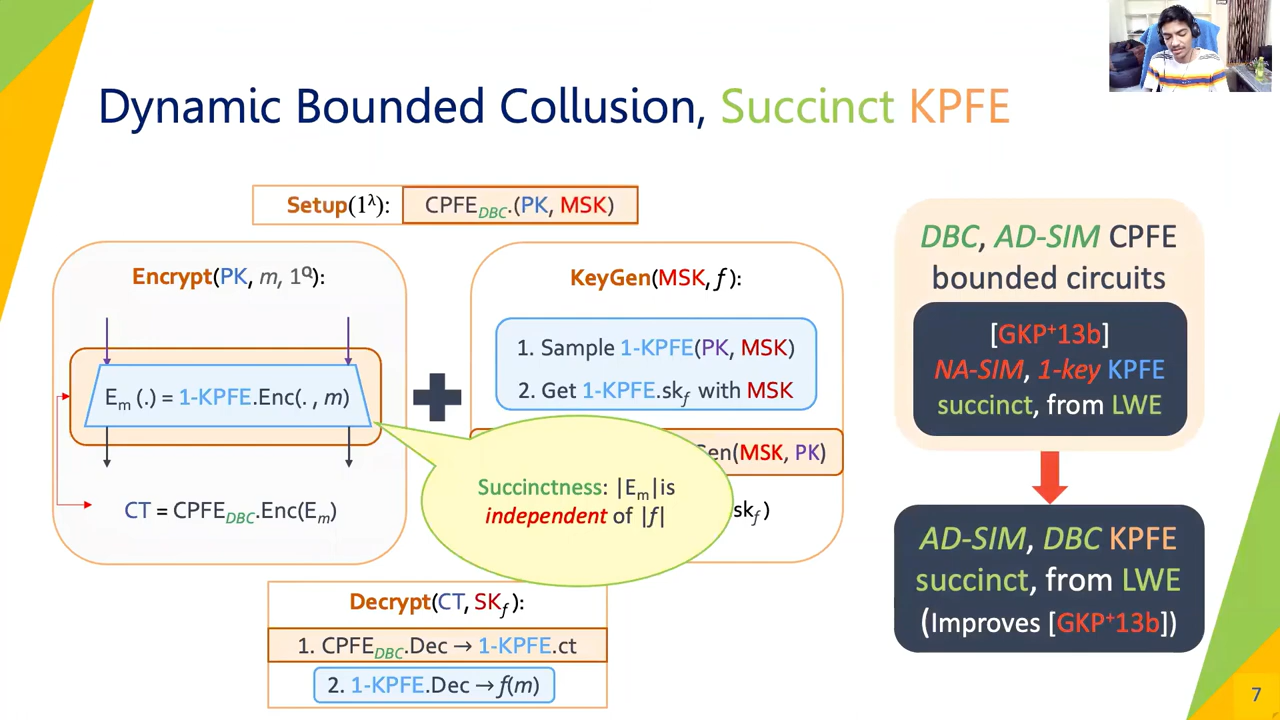 Dynamic Bounded Collusion, Succinct KPFE
Setup(1^λ): CPFE_DBC.(PK, MSK)
Encrypt(PK, m, 1^Q):
E_m (.) = 1-KPFE.Enc(. , m)
CT = CPFE_DBC.Enc(E_m)
KeyGen(MSK, f):
1. Sample 1-KPFE(PK, MSK)
2. Get 1-KPFE.sk_f with MSK
Gen(MSK, PK)
sk_f)
Succinctness: |E_m|is
independent of |f|
Decrypt(CT, SK_f):
1. CPFE_DBC.Dec → 1-KPFE.ct
2. 1-KPFE.Dec → f(m)
DBC, AD-SIM CPFE
bounded circuits
[GKP⁺13b]
NA-SIM, 1-key KPFE
succinct, from LWE
AD-SIM, DBC KPFE
succinct, from LWE
(Improves [GKP⁺13b])
7